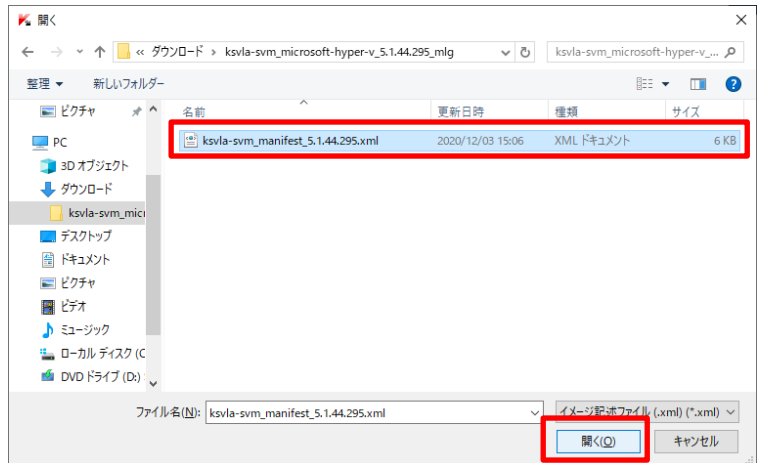 開く
« ダウンロード › ksvla-svm_microsoft-hyper-v_5.1.44.295_mlg
ksvla-svm_microsoft-hyper-v_...
整理 新しいフォルダー
ピクチャ
名前 更新日時 種類 サイズ
PC
ksvla-svm_manifest_5.1.44.295.xml 2020/12/03 15:06 XML ドキュメント 6 KB
3D オブジェクト
ダウンロード
ksvla-svm_micr
デスクトップ
ドキュメント
ピクチャ
ビデオ
ミュージック
ローカル ディスク (C
DVD ドライブ (D:)
ファイル名(N): ksvla-svm_manifest_5.1.44.295.xml イメージ記述ファイル (.xml) (*.xml)
開く(O) キャンセル